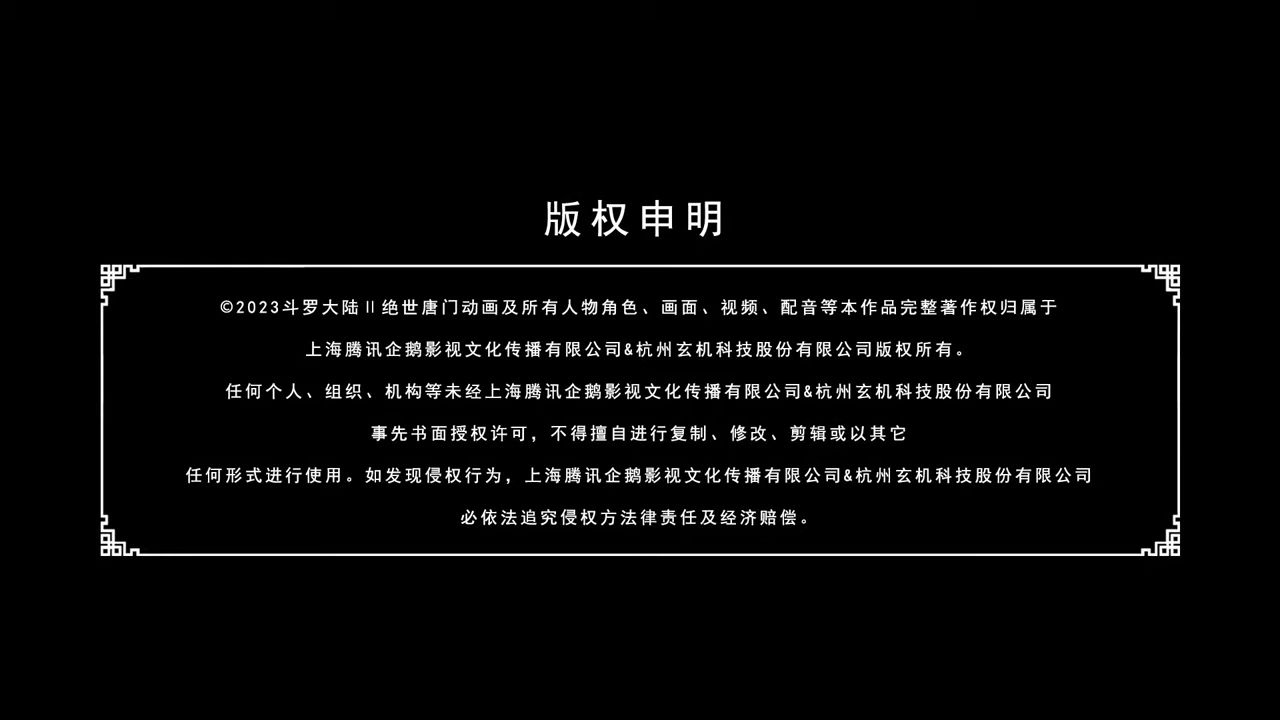 版权申明
©2023斗罗大陆Ⅱ绝世唐门动画及所有人物角色、画面、视频、配音等本作品完整著作权归属于
上海腾讯企鹅影视文化传播有限公司&杭州玄机科技股份有限公司版权所有。
任何个人、组织、机构等未经上海腾讯企鹅影视文化传播有限公司&杭州玄机科技股份有限公司
事先书面授权许可，不得擅自进行复制、修改、剪辑或以其它
任何形式进行使用。如发现侵权行为，上海腾讯企鹅影视文化传播有限公司&杭州玄机科技股份有限公司
必依法追究侵权方法律责任及经济赔偿。